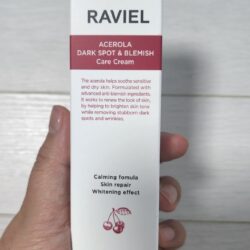 RAVIEL
ACEROLA
DARK SPOT & BLEMISH
Care Cream
The acerola helps soothe sensitive
and dry skin. Formulated with
advanced anti blemish ingredients.
It works to renew the look of skin,
by helping to brighten skin tone
while removing stubborn dark
spots and wrinkles.
Calming fomula
Skin repair
Whitening effect